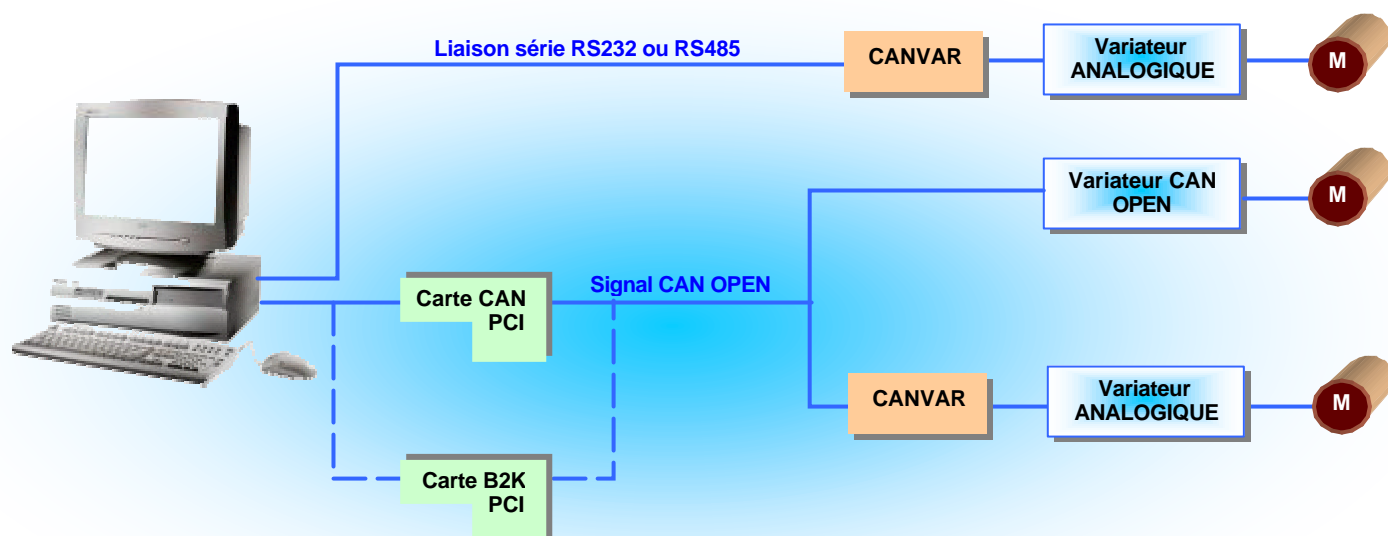 Liaison série RS232 ou RS485
CANVAR
Variateur
ANALOGIQUE
M
Variateur CAN
OPEN
M
Carte CAN
PCI
Signal CAN OPEN
CANVAR
Variateur
ANALOGIQUE
M
Carte B2K
PCI